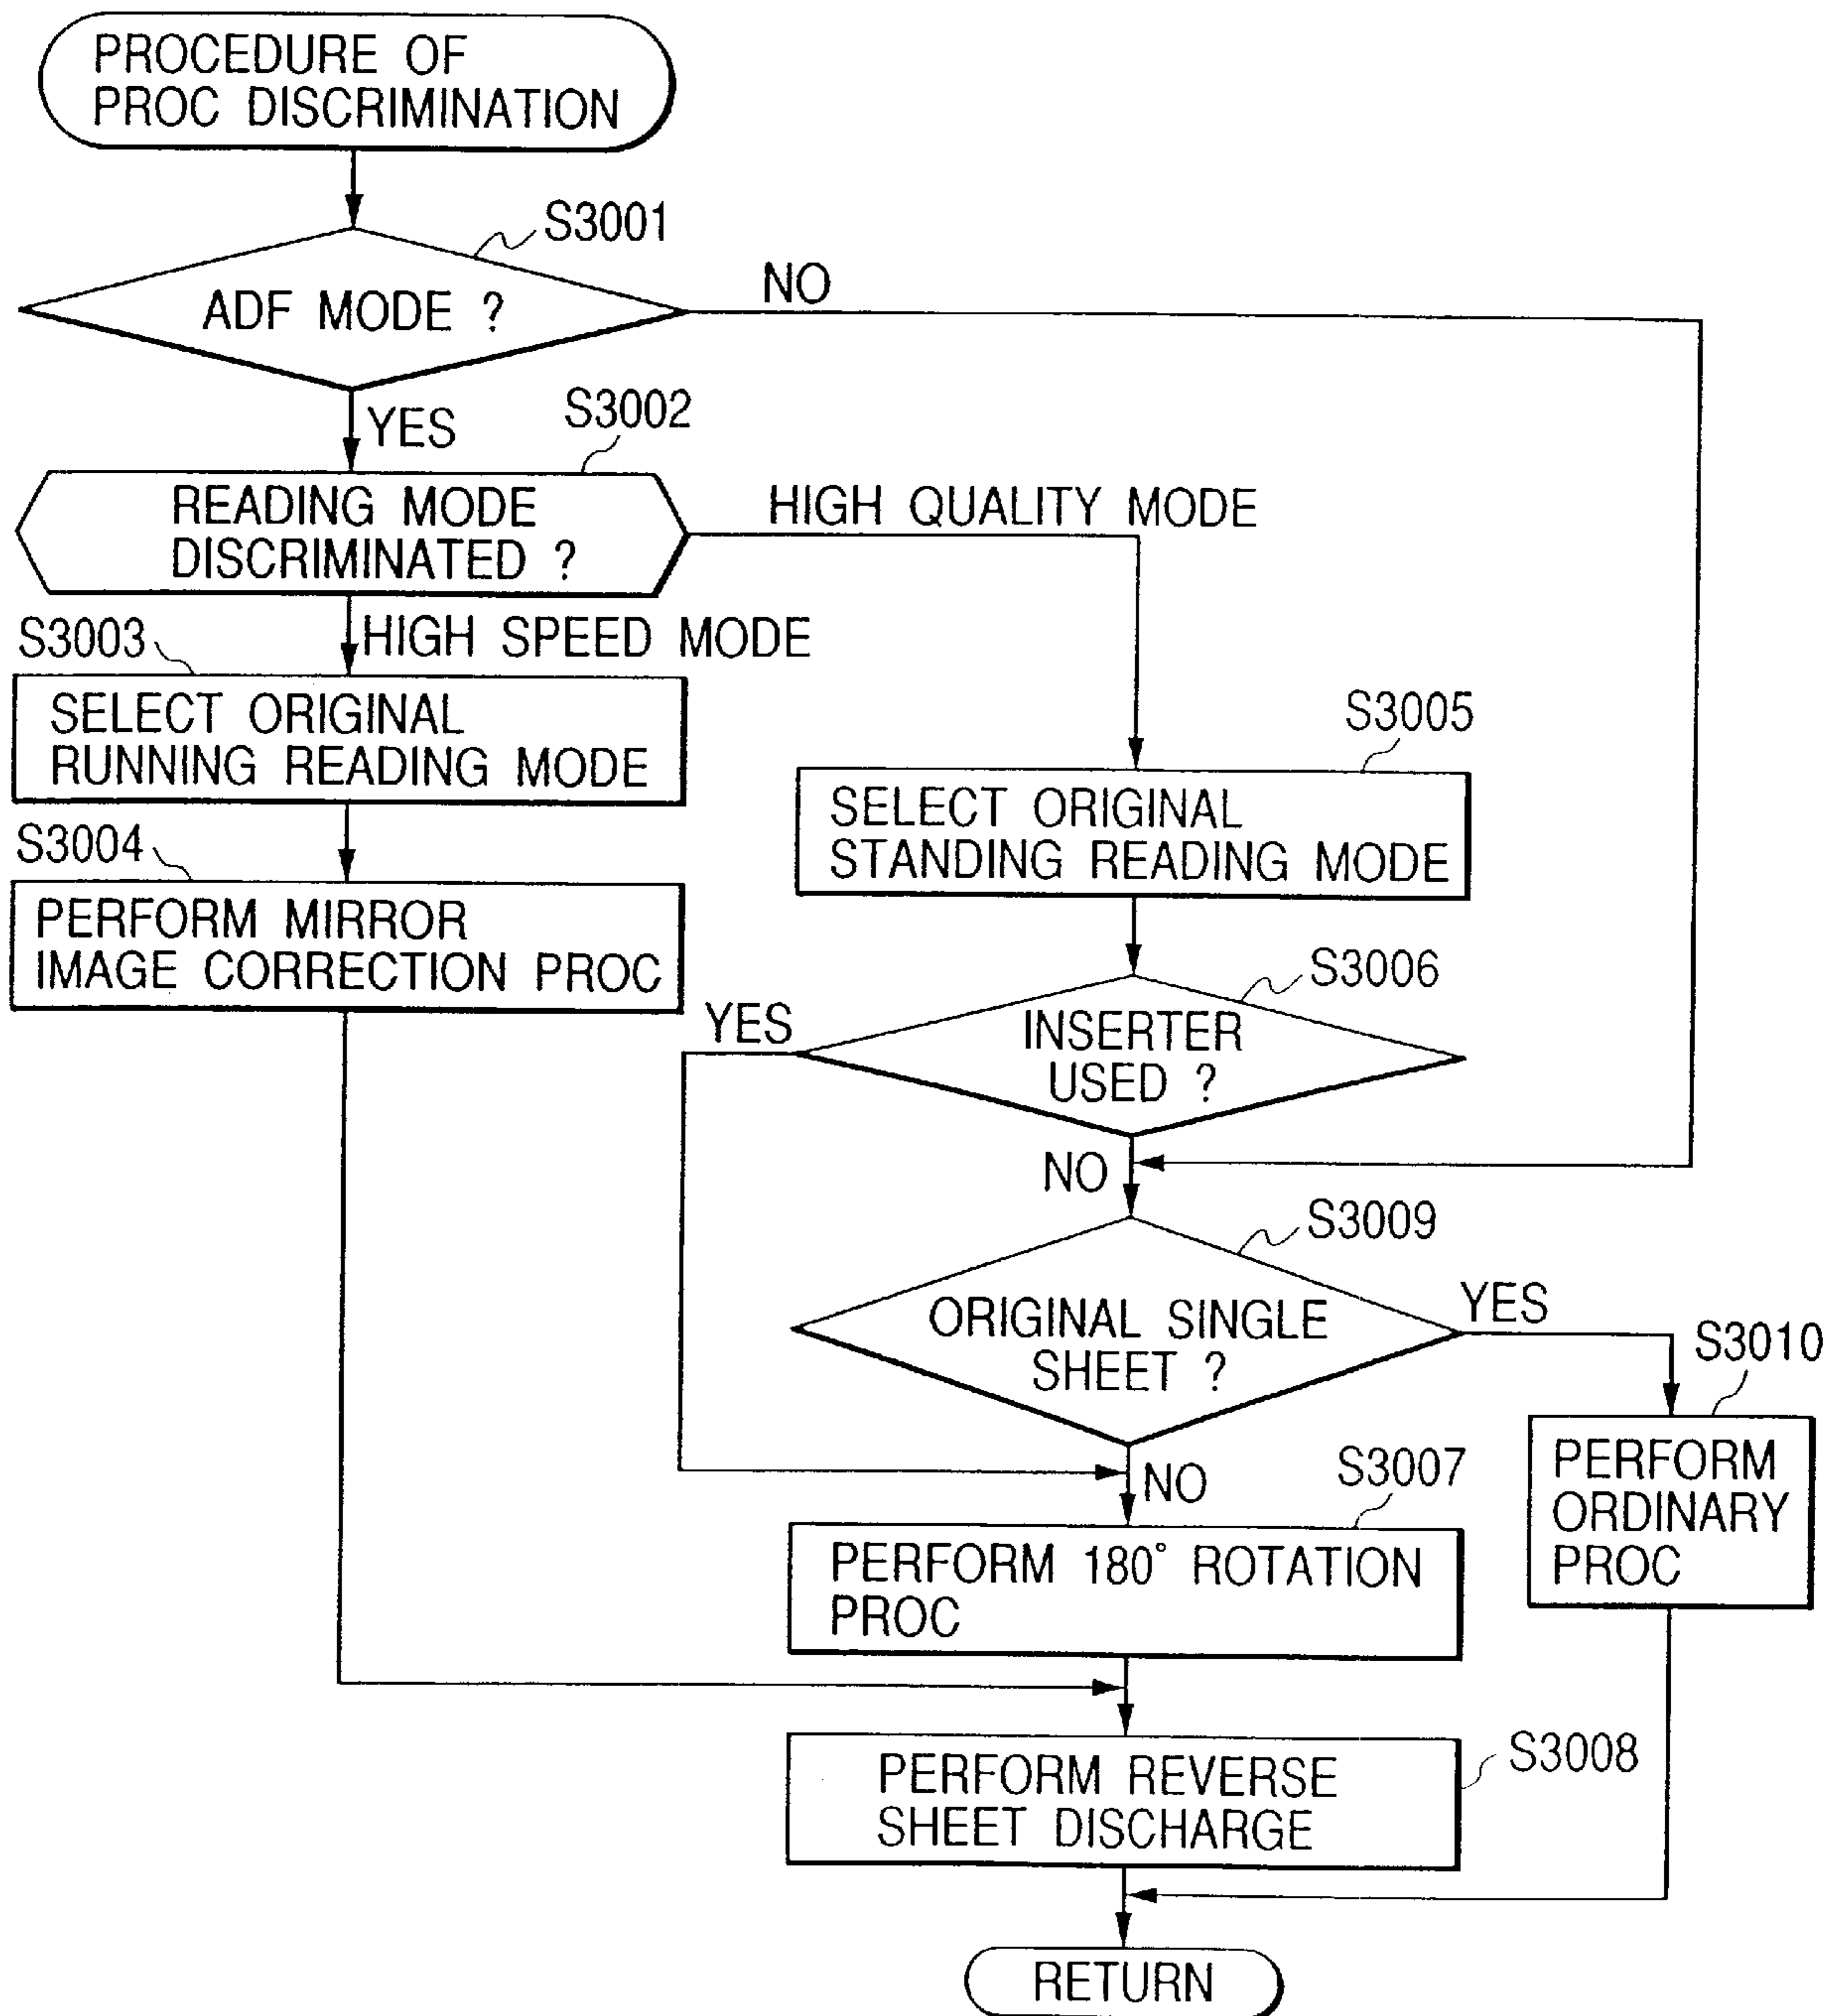 PROCEDURE OF
PROC DISCRIMINATION
S3001
ADF MODE ?
NO
YES
S3002
READING MODE
DISCRIMINATED ?
HIGH QUALITY MODE
HIGH SPEED MODE
S3003
SELECT ORIGINAL
RUNNING READING MODE
S3005
SELECT ORIGINAL
STANDING READING MODE
S3004
PERFORM MIRROR
IMAGE CORRECTION PROC
S3006
YES
INSERTER
USED ?
NO
S3009
ORIGINAL SINGLE
SHEET ?
YES
S3010
PERFORM
ORDINARY
PROC
NO
S3007
PERFORM 180° ROTATION
PROC
S3008
PERFORM REVERSE
SHEET DISCHARGE
RETURN